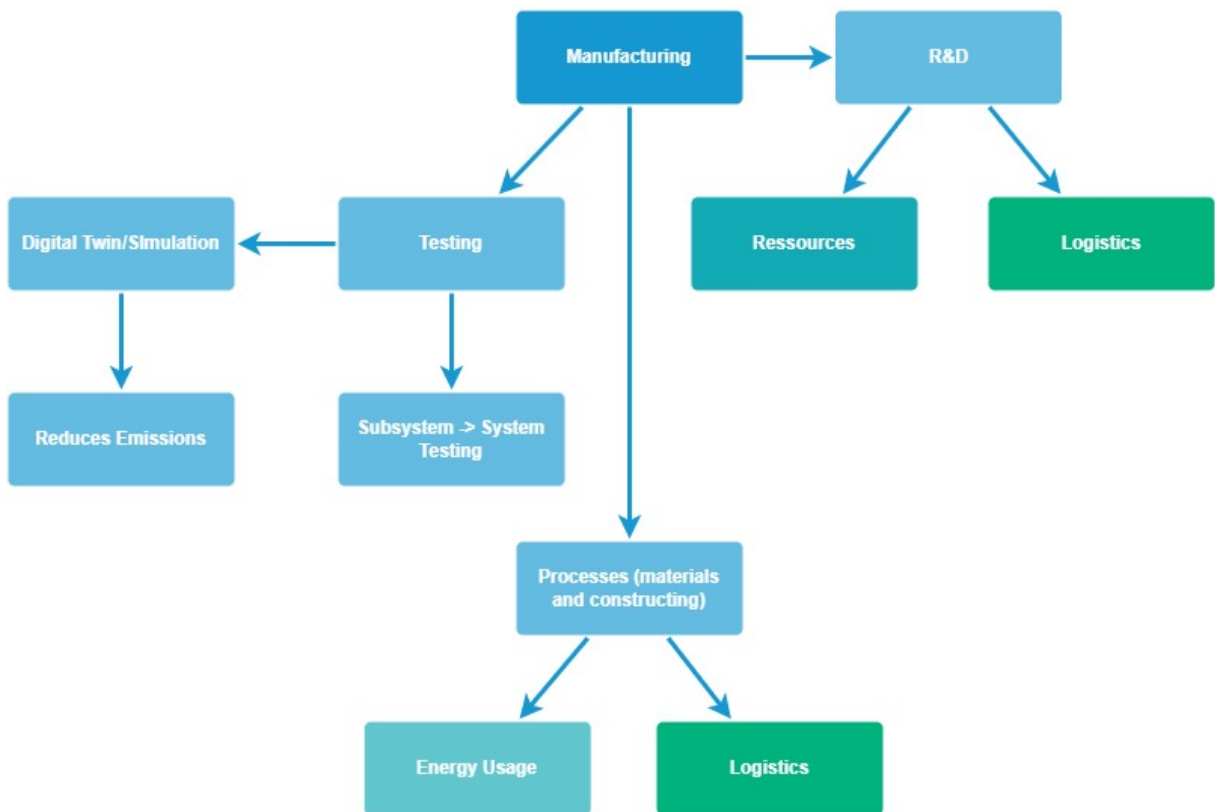 Manufacturing
R&D
Digital Twin/SImulation
Testing
Ressources
Logistics
Reduces Emissions
Subsystem -> System
Testing
Processes (materials
and constructing)
Energy Usage
Logistics